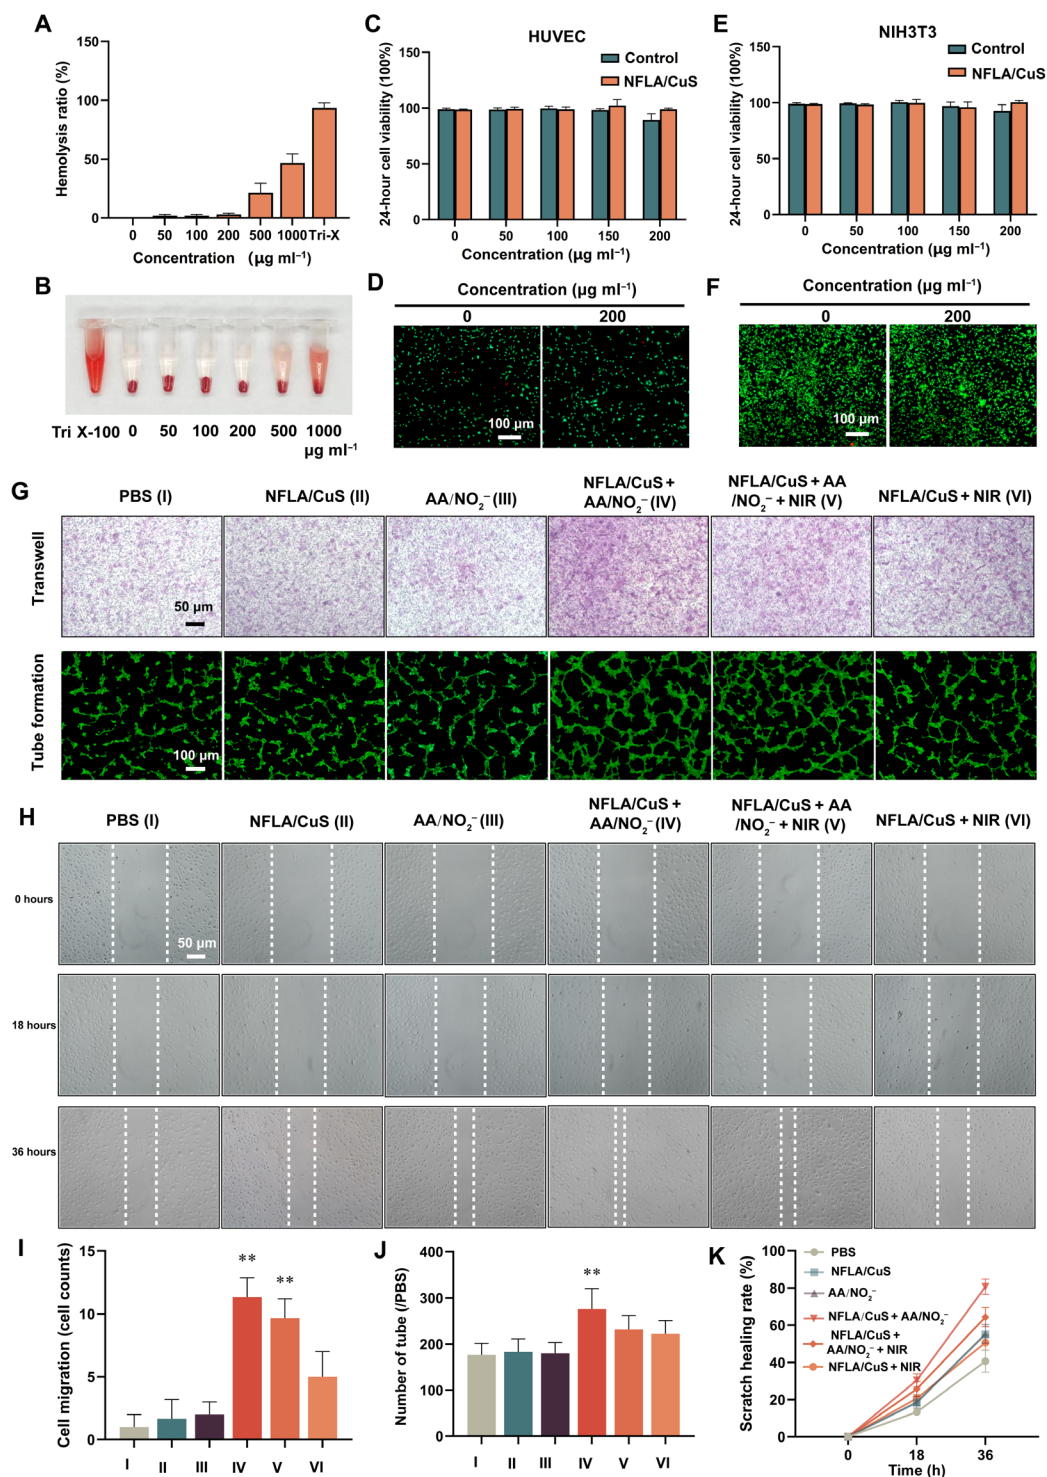 A
150
100
50
0
Hemolysis ratio (%)
0 50 100 200 500 1000 Tri-X
Concentration (μg ml⁻¹)
B
Tri X-100 0 50 100 200 500 1000
μg ml⁻¹
C
HUVEC
Control
NFLA/CuS
150
100
50
0
24-hour cell viability (100%)
0 50 100 150 200
Concentration (μg ml⁻¹)
D
Concentration (μg ml⁻¹)
0 200
100 μm
E
NIH3T3
Control
NFLA/CuS
150
100
50
0
24-hour cell viability (100%)
0 50 100 150 200
Concentration (μg ml⁻¹)
F
Concentration (μg ml⁻¹)
0 200
100 μm
G
PBS (I)
NFLA/CuS (II)
AA/NO₂⁻ (III)
NFLA/CuS +
AA/NO₂⁻ (IV)
NFLA/CuS + AA
/NO₂⁻ + NIR (V)
NFLA/CuS + NIR (VI)
Transwell
50 μm
Tube formation
100 μm
H
PBS (I)
NFLA/CuS (II)
AA/NO₂⁻ (III)
NFLA/CuS +
AA/NO₂⁻ (IV)
NFLA/CuS + AA
/NO₂⁻ + NIR (V)
NFLA/CuS + NIR (VI)
0 hours
50 μm
18 hours
36 hours
I
Cell migration (cell counts)
15
10
5
0
** **
I II III IV V VI
J
Number of tube (/PBS)
400
300
200
100
0
**
I II III IV V VI
K
Scratch healing rate (%)
100
80
60
40
20
0
PBS
NFLA/CuS
AA/NO₂⁻
NFLA/CuS + AA/NO₂⁻
NFLA/CuS +
AA/NO₂⁻ + NIR
NFLA/CuS + NIR
0 18 36
Time (h)